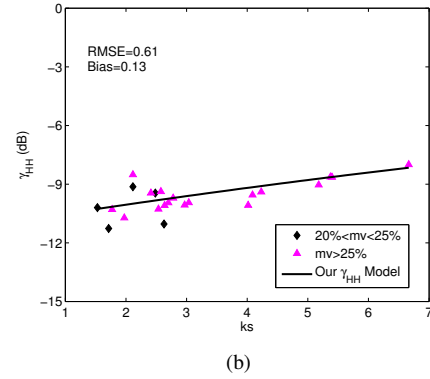 0
RMSE=0.61
Bias=0.13
−3
−6
γHH (dB)
−9
−12
20%<mv<25%
mv>25%
Our γHH Model
−15
1 2 3 4 5 6 7
ks
(b)